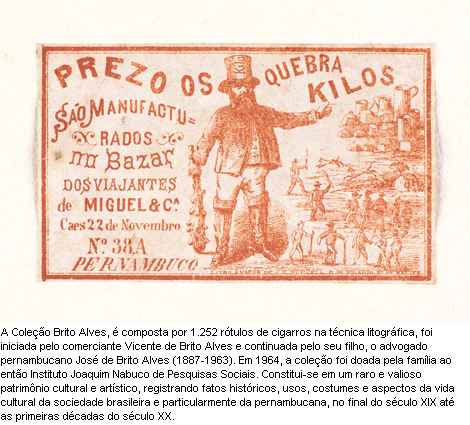 PREZO OS QUEBRA KILOS
SÃO MANUFACTU=
RADOS
no Bazar
DOS VIAJANTES
de MIGUEL & Cª
Caes 22 de Novembro
Nº 38A
PERNAMBUCO
A Coleção Brito Alves, é composta por 1.252 rótulos de cigarros na técnica litográfica, foi
iniciada pelo comerciante Vicente de Brito Alves e continuada pelo seu filho, o advogado
pernambucano José de Brito Alves (1887-1963). Em 1964, a coleção foi doada pela família ao
então Instituto Joaquim Nabuco de Pesquisas Sociais. Constitui-se em um raro e valioso
patrimônio cultural e artístico, registrando fatos históricos, usos, costumes e aspectos da vida
cultural da sociedade brasileira e particularmente da pernambucana, no final do século XIX até
as primeiras décadas do século XX.